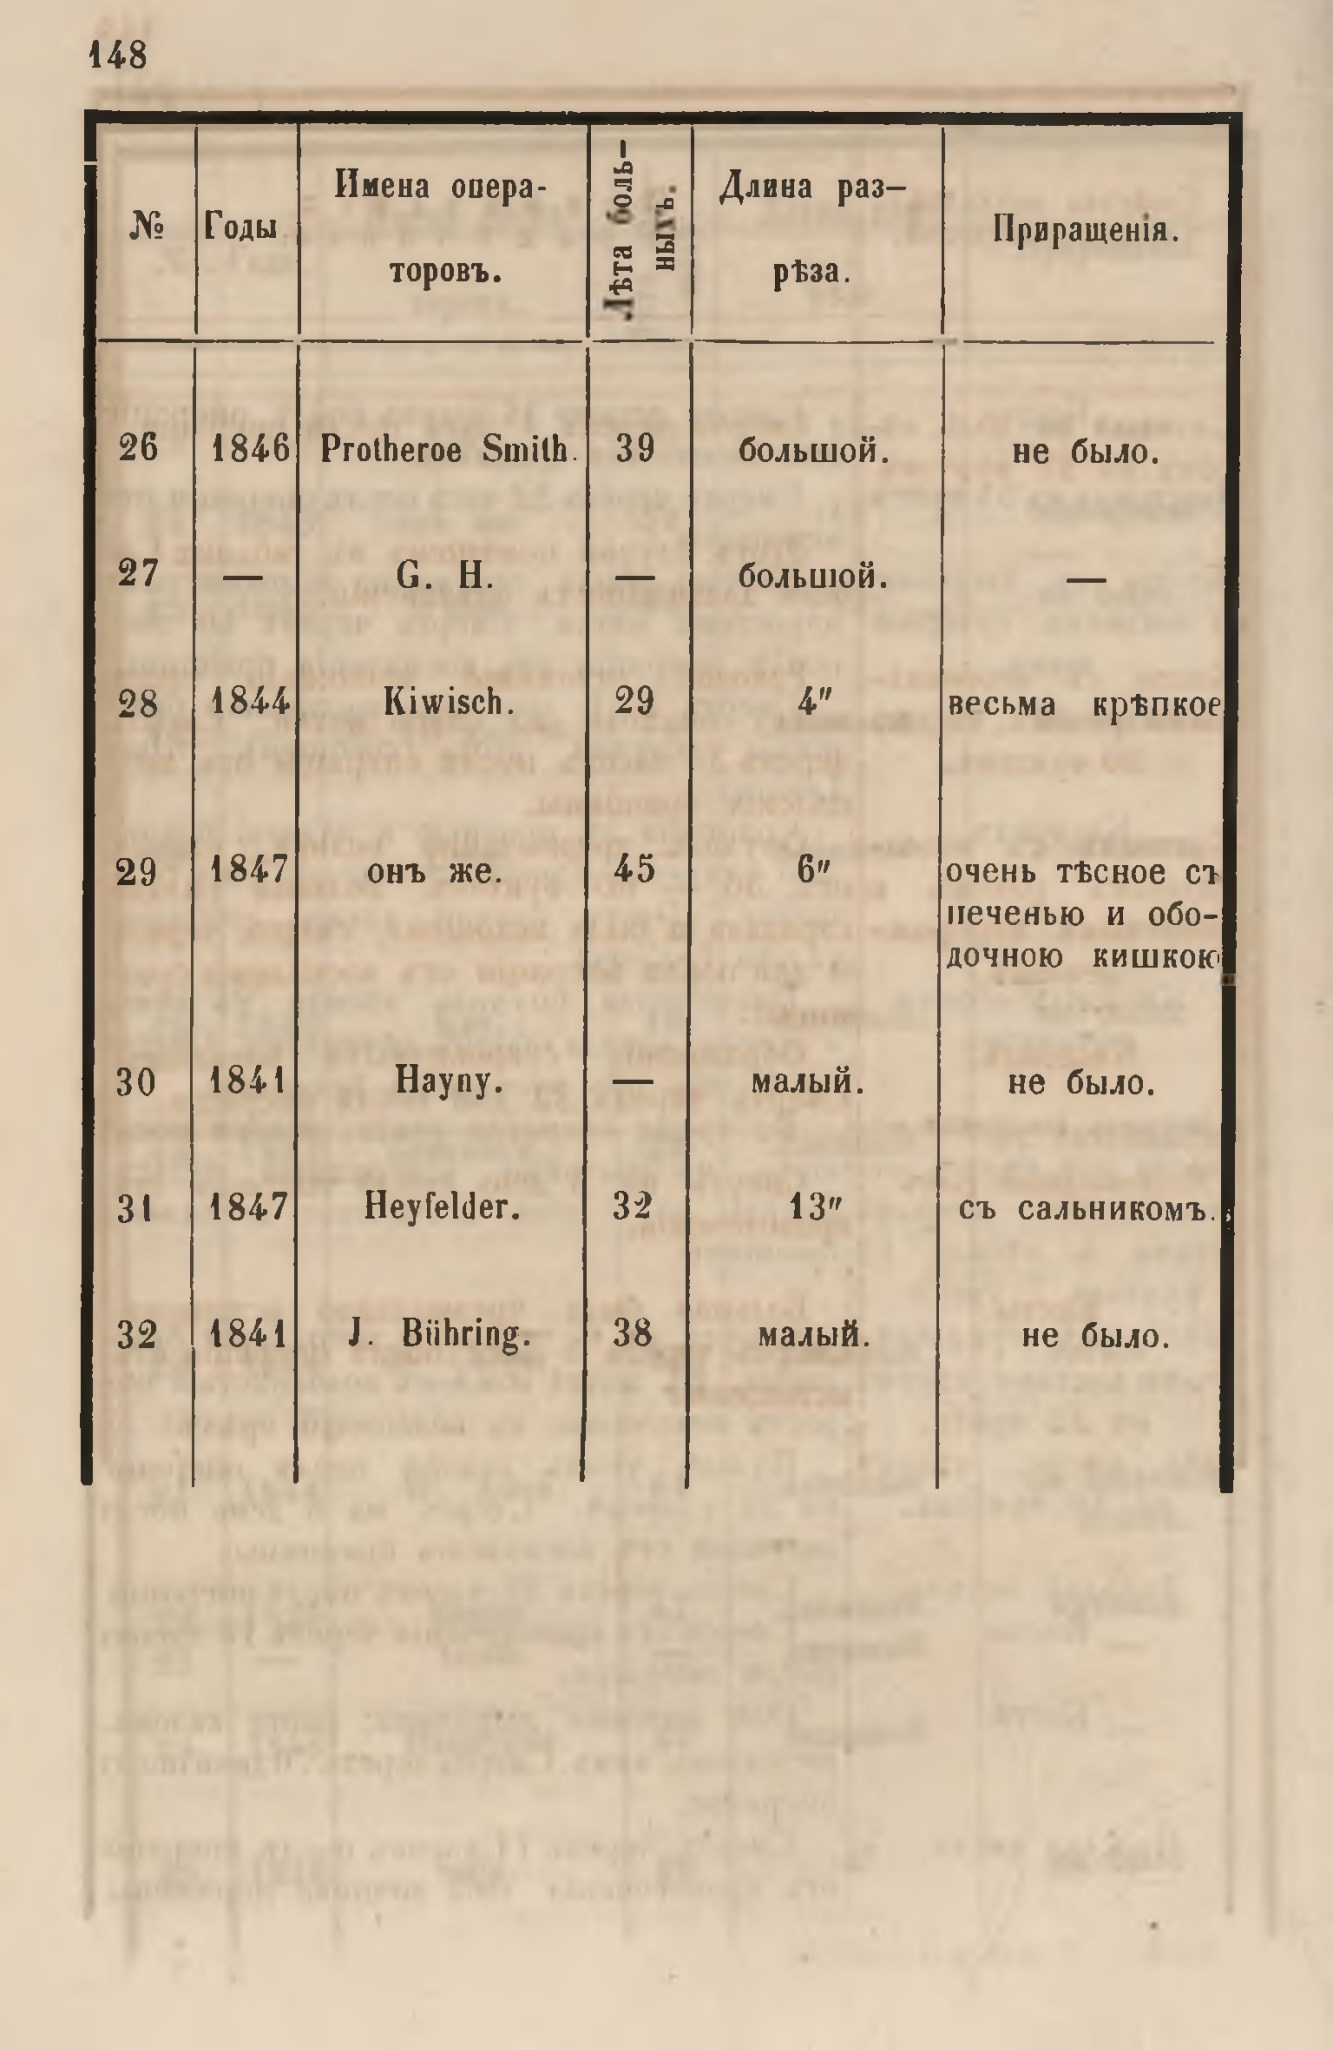 148
№ Годы Имена опера- Лѣта боль- Длина раз- Приращенія.
торовъ. ныхъ. рѣза.
26 1846 Protheroe Smith. 39 большой. не было.
27 — G. H. — большой. —
28 1844 Kiwisch. 29 4" весьма крѣпкое
29 1847 онъ же. 45 6" очень тѣсное съ
печенью и обо-
дочною кишкою
30 1841 Hayny. — малый. не было.
31 1847 Heyfelder. 32 13" съ сальникомъ.
32 1841 J. Bühring. 38 малый. не было.